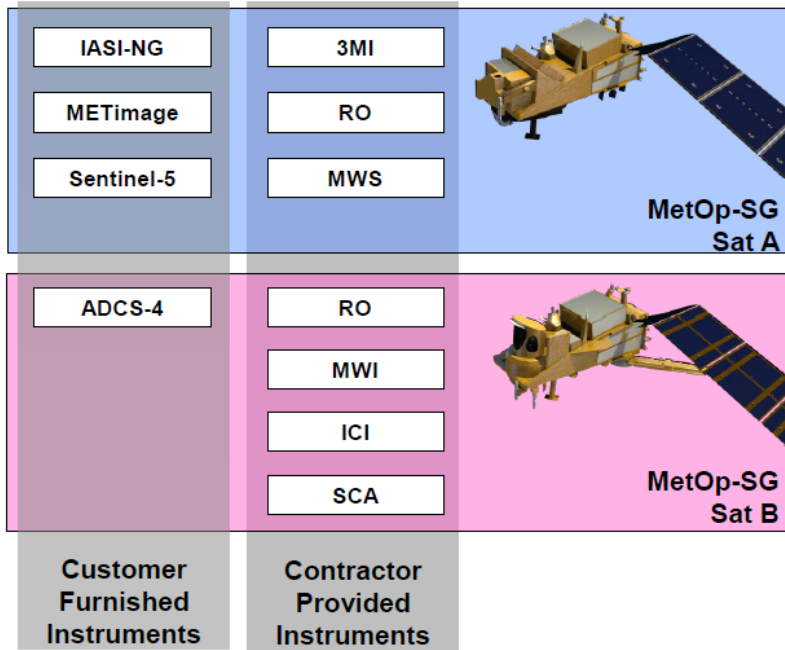 IASI-NG
3MI
METimage
RO
Sentinel-5
MWS
MetOp-SG
Sat A
ADCS-4
RO
MWI
ICI
SCA
MetOp-SG
Sat B
Customer
Furnished
Instruments
Contractor
Provided
Instruments